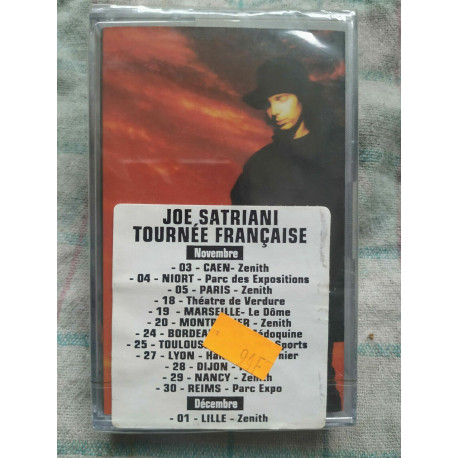 JOE SATRIANI
TOURNÉE FRANÇAISE
Novembre
- 03 - CAEN- Zenith
- 04 - NIORT - Parc des Expositions
- 05 - PARIS - Zenith
- 18 - Théatre de Verdure
- 19 - MARSEILLE- Le Dôme
- 20 - - Zenith
- 24 -
- 25 - Sports
- 27 - LYON -
- 28 - DIJON -
- 29 - NANCY - Zenith
- 30 - REIMS - Parc Expo
91F
Décembre
- 01 - LILLE - Zenith